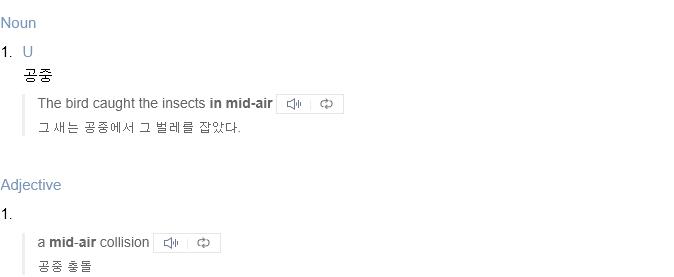 Noun
1. U
공중
The bird caught the insects in mid-air
그 새는 공중에서 그 벌레를 잡았다.
Adjective
1.
a mid-air collision
공중 충돌